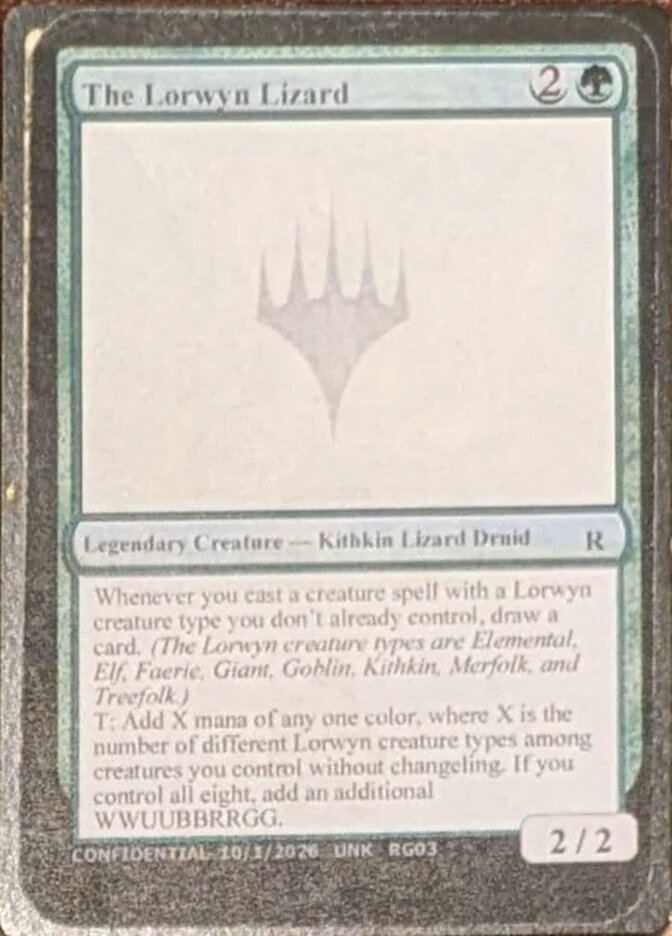 The Lorwyn Lizard 2
Legendary Creature — Kithkin Lizard Druid R
Whenever you cast a creature spell with a Lorwyn
creature type you don't already control, draw a
card. (The Lorwyn creature types are Elemental,
Elf, Faerie, Giant, Goblin, Kithkin, Merfolk, and
Treefolk.)
T: Add X mana of any one color, where X is the
number of different Lorwyn creature types among
creatures you control without changeling. If you
control all eight, add an additional
WWUUBBRRGG.
2/2
CONFIDENTIAL 10/1/2026 UNK RG03